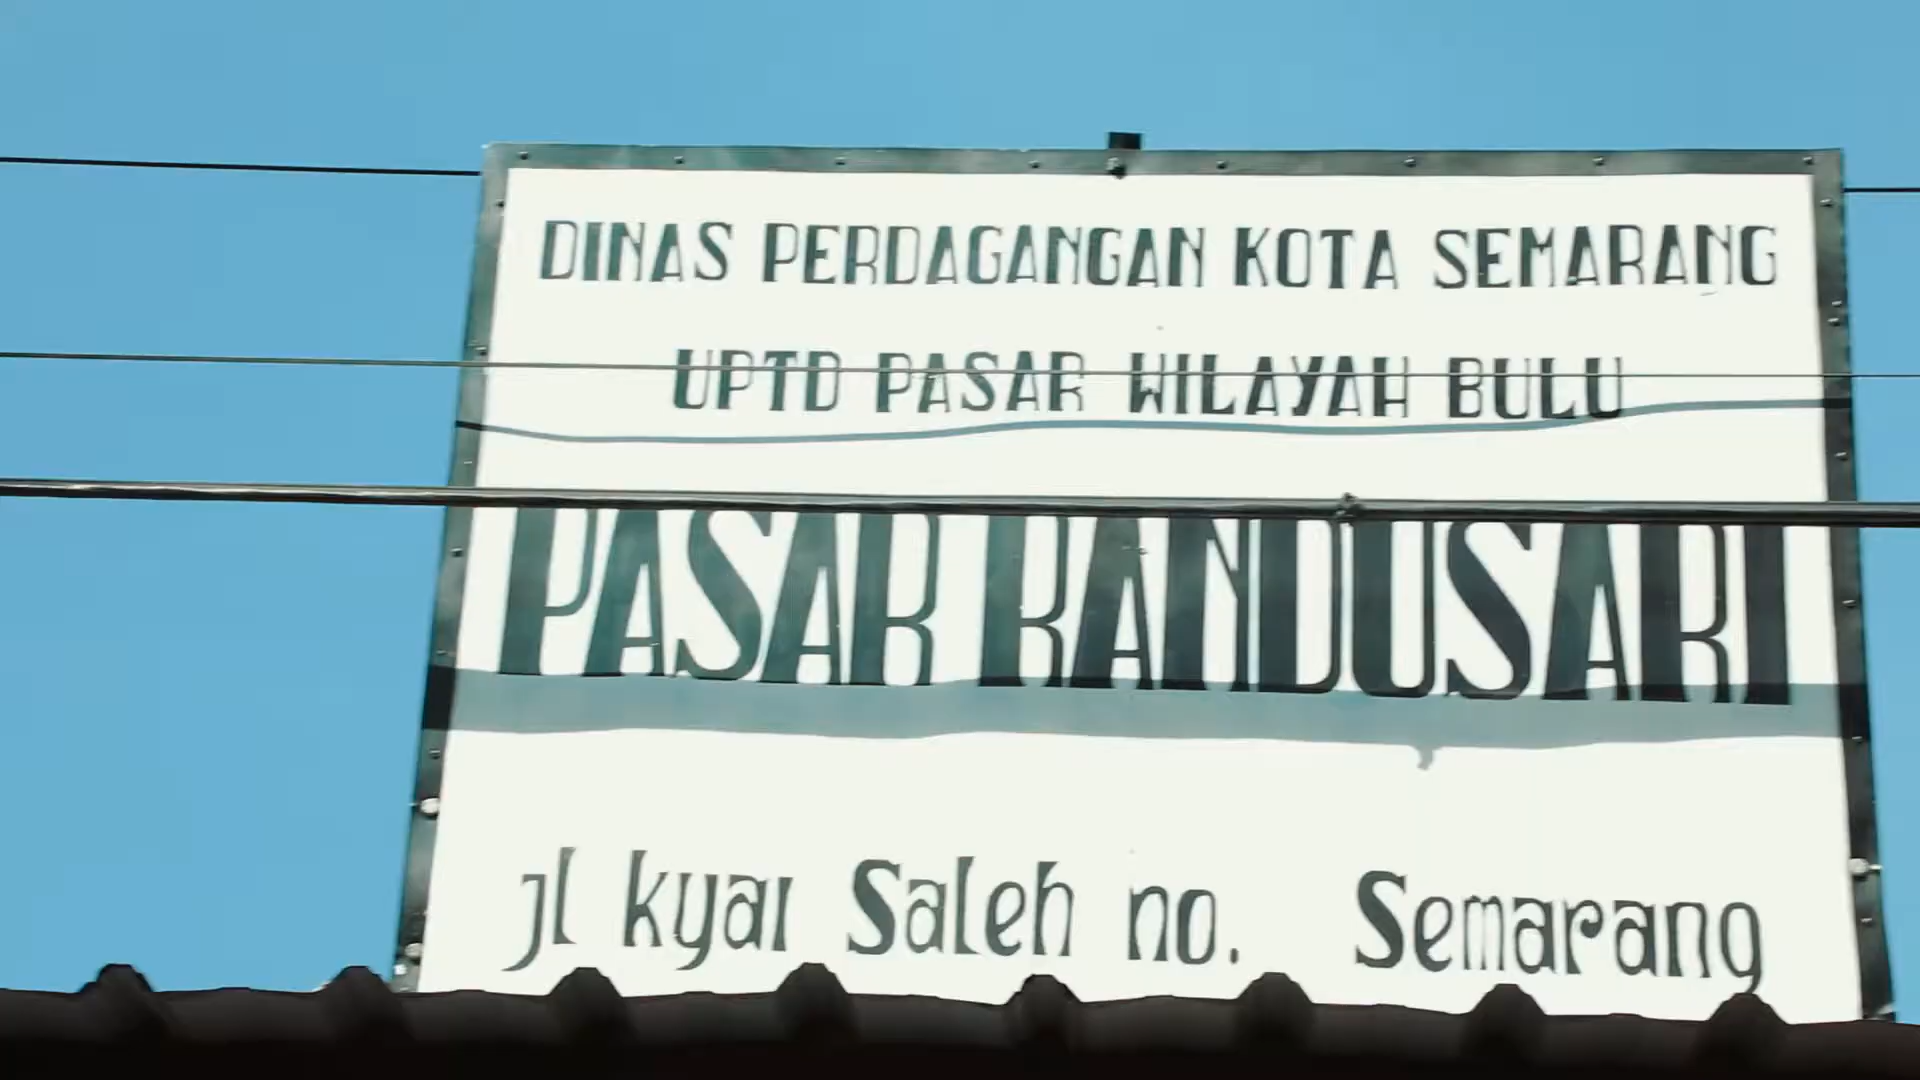 DINAS PERDAGANGAN KOTA SEMARANG
UPTD PASAR WILAYAH BULU
PASAR RANDUSARI
jl kyai Saleh no. Semarang